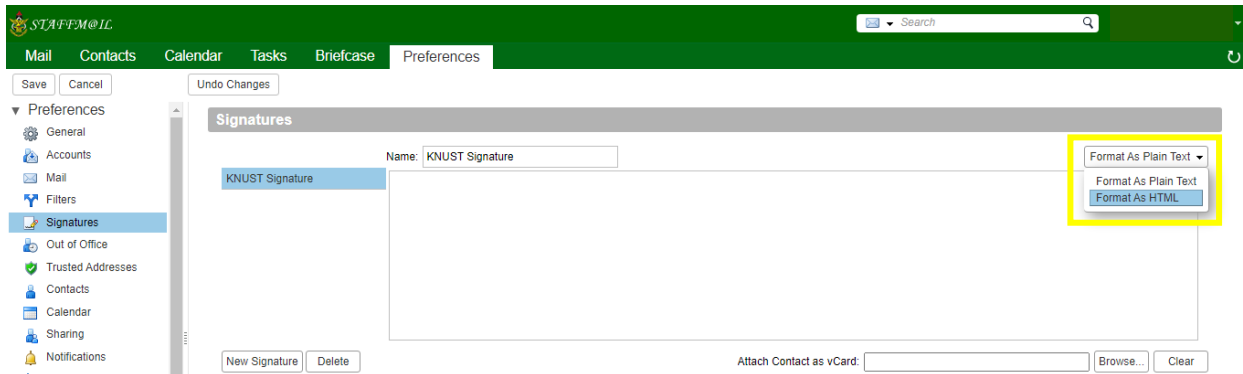 STAFFM@IL
Search
Mail Contacts Calendar Tasks Briefcase Preferences
Save Cancel Undo Changes
Preferences
General
Accounts
Mail
Filters
Signatures
Out of Office
Trusted Addresses
Contacts
Calendar
Sharing
Notifications
Signatures
Name: KNUST Signature
Format As Plain Text
Format As Plain Text
Format As HTML
KNUST Signature
New Signature Delete Attach Contact as vCard: Browse... Clear